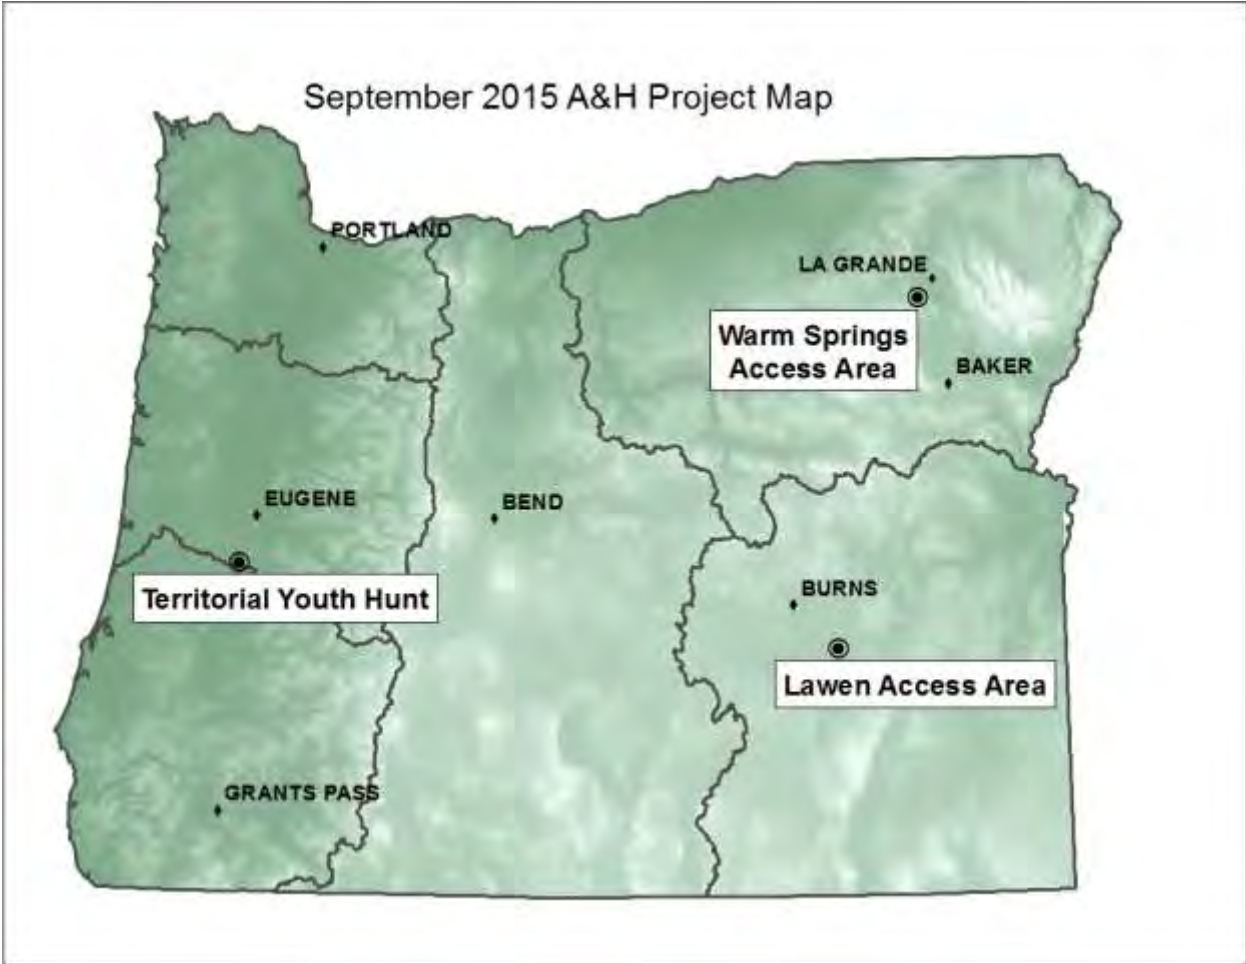 September 2015 A&H Project Map
PORTLAND
LA GRANDE
Warm Springs
Access Area
BAKER
EUGENE
BEND
Territorial Youth Hunt
BURNS
Lawen Access Area
GRANTS PASS